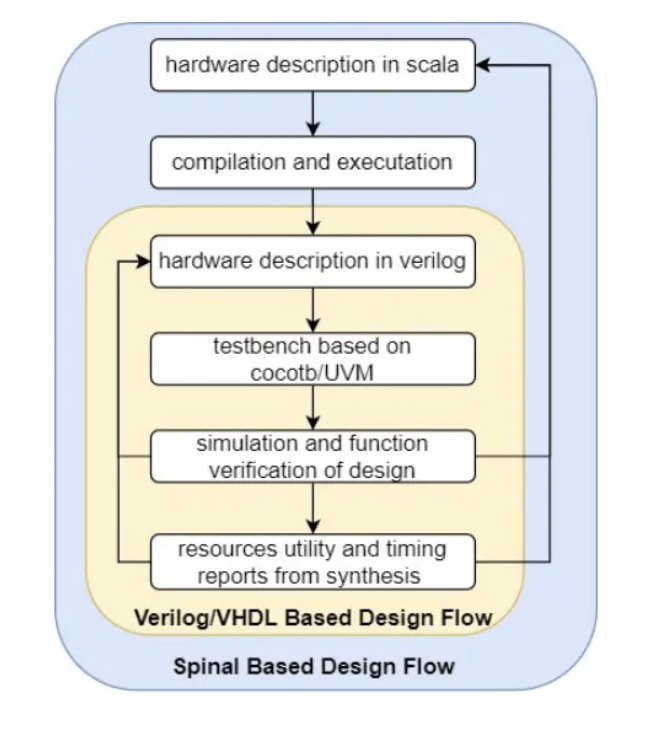 hardware description in scala
compilation and executation
hardware description in verilog
testbench based on
cocotb/UVM
simulation and function
verification of design
resources utility and timing
reports from synthesis
Verilog/VHDL Based Design Flow
Spinal Based Design Flow